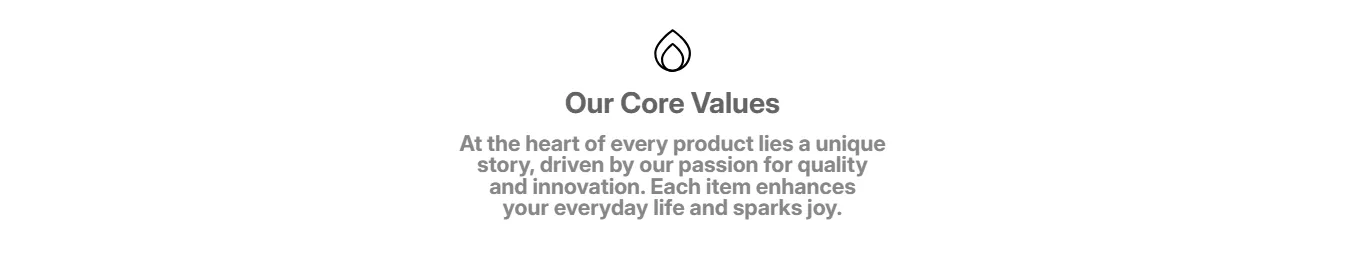 Our Core Values
At the heart of every product lies a unique
story, driven by our passion for quality
and innovation. Each item enhances
your everyday life and sparks joy.